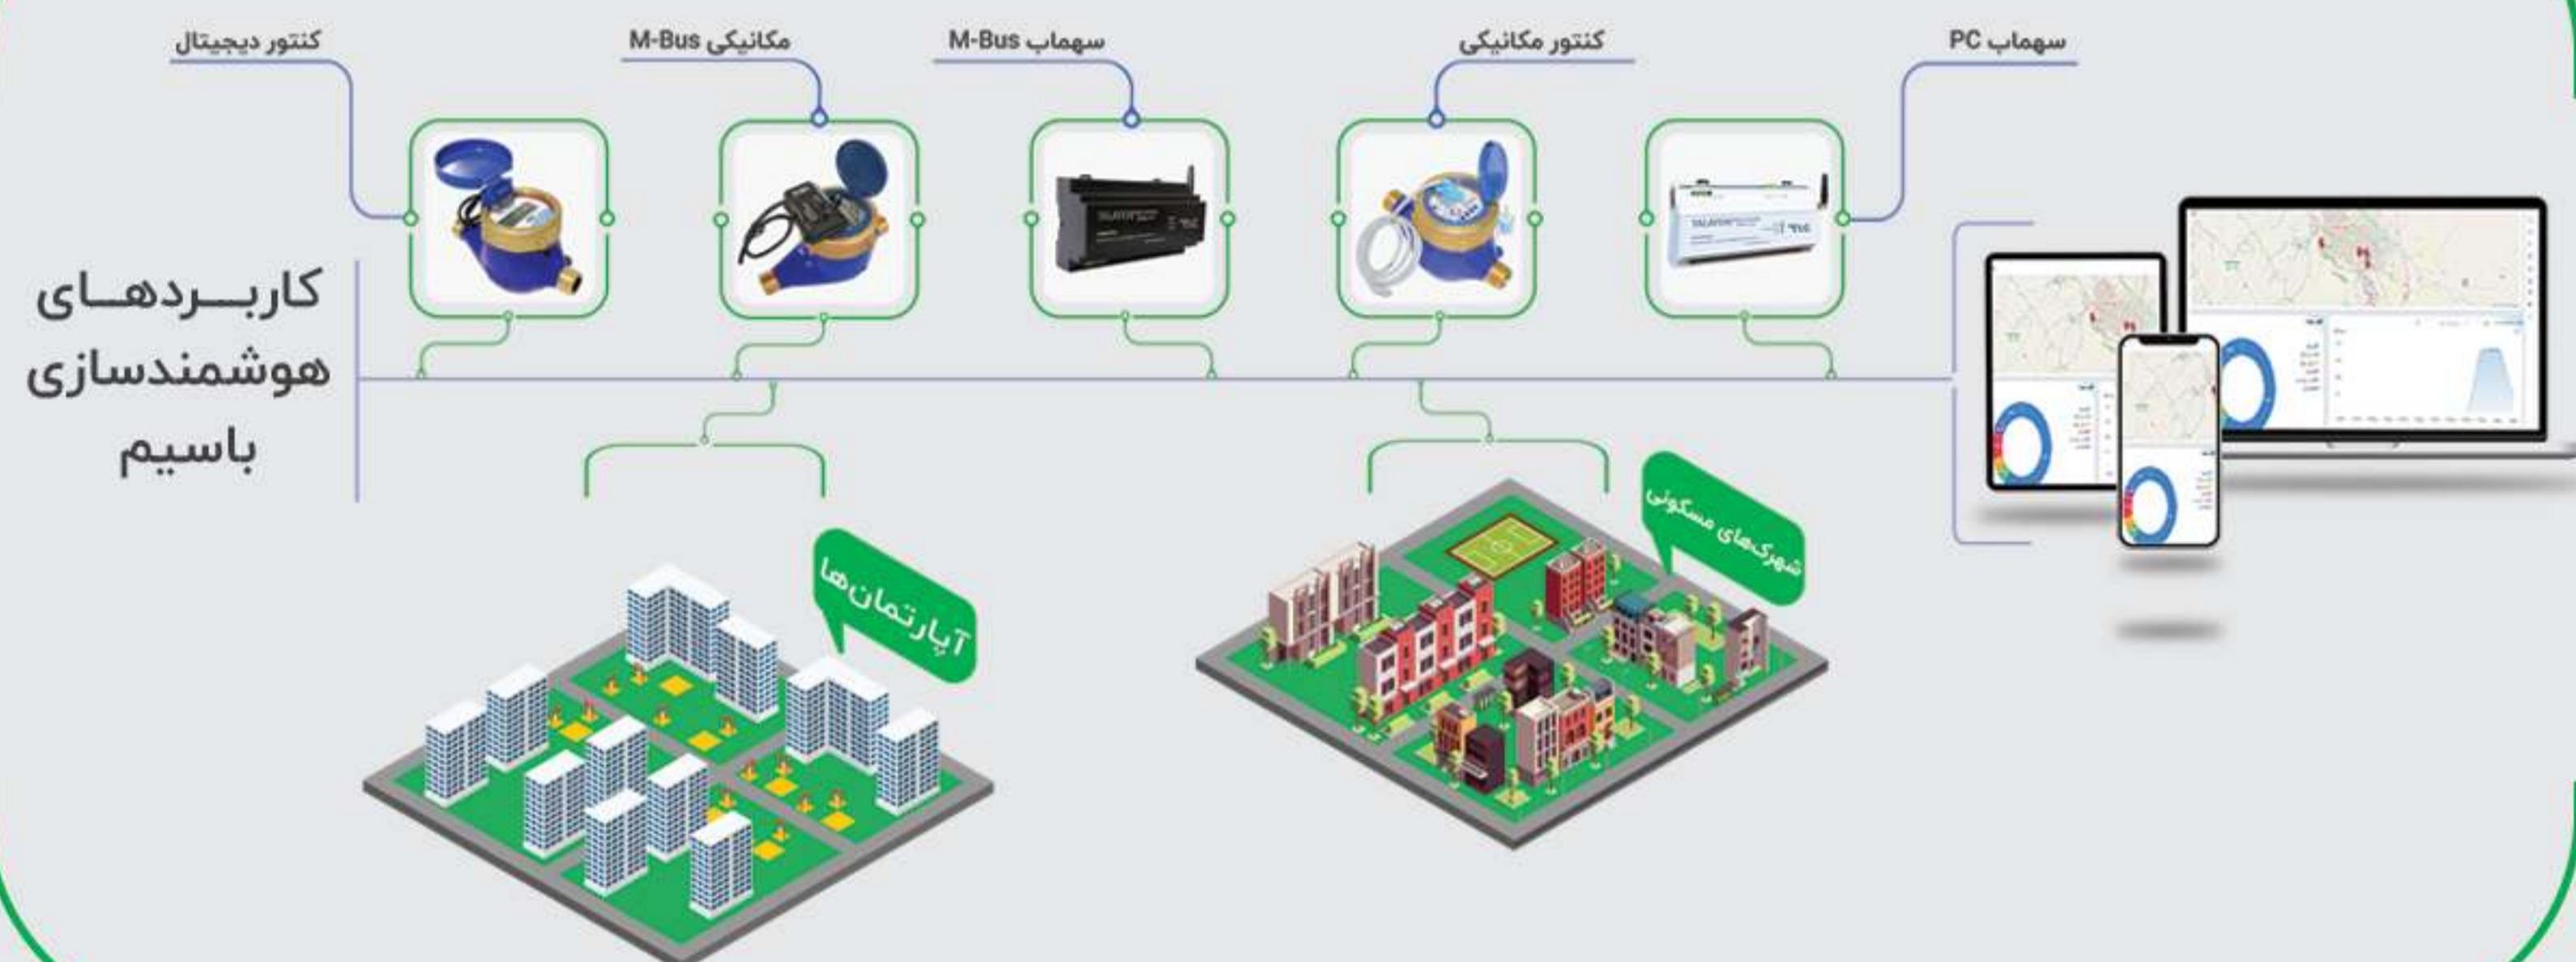 سهماب PC
کنتور مکانیکی
سهماب M-Bus
مکانیکی M-Bus
کنتور دیجیتال
کاربردهای
هوشمندسازی
باسیم
شهرک‌های مسکونی
آپارتمان‌ها